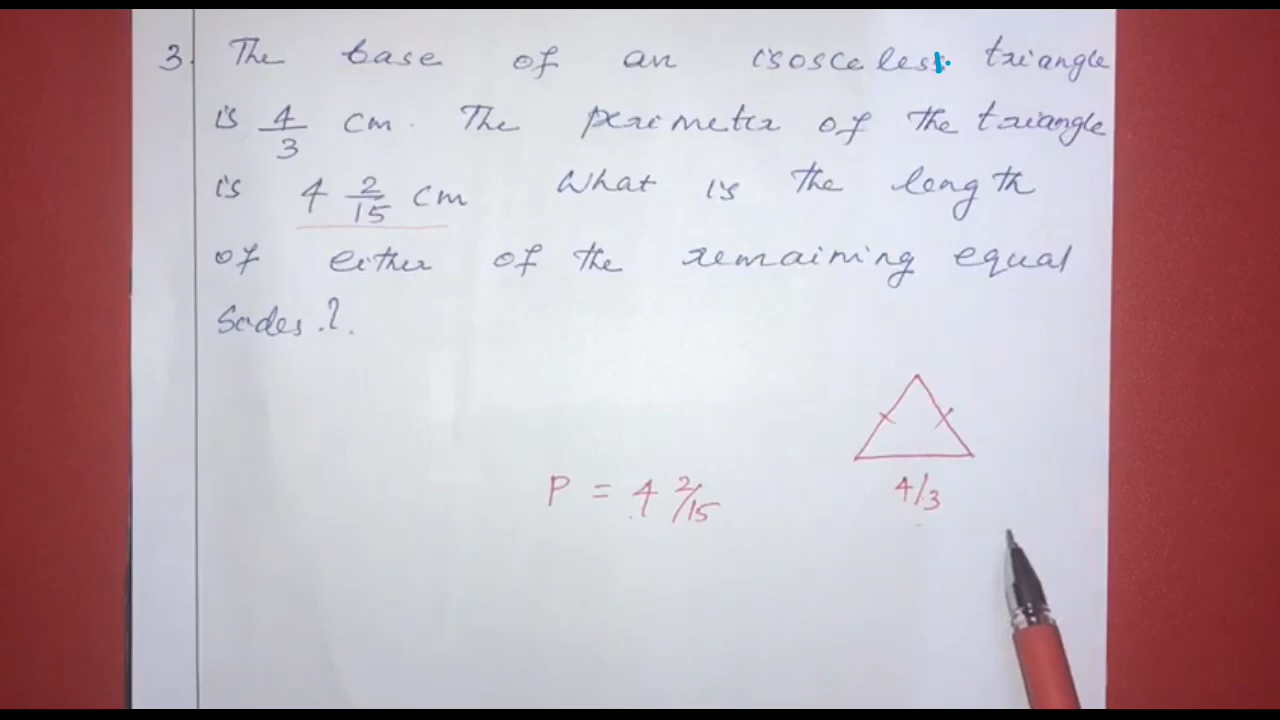 3. The base of an isosceles triangle
is 4/3 cm. The perimeter of the triangle
is 4 2/15 cm What is the length
of either of the remaining equal
Sades.?.
4/3
P = 4 2/15